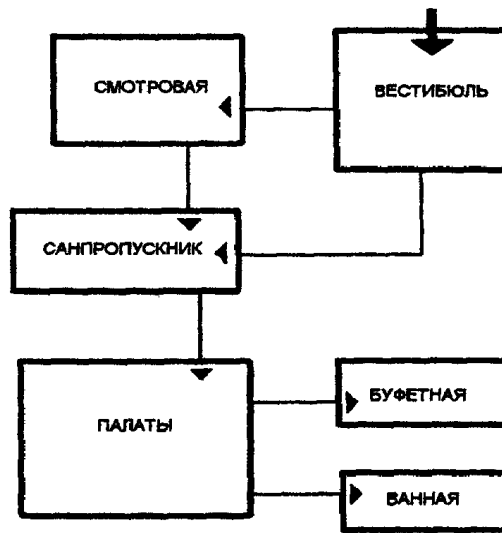 СМОТРОВАЯ
ВЕСТИБЮЛЬ
САНПРОПУСКНИК
ПАЛАТЫ
БУФЕТНАЯ
ВАННАЯ